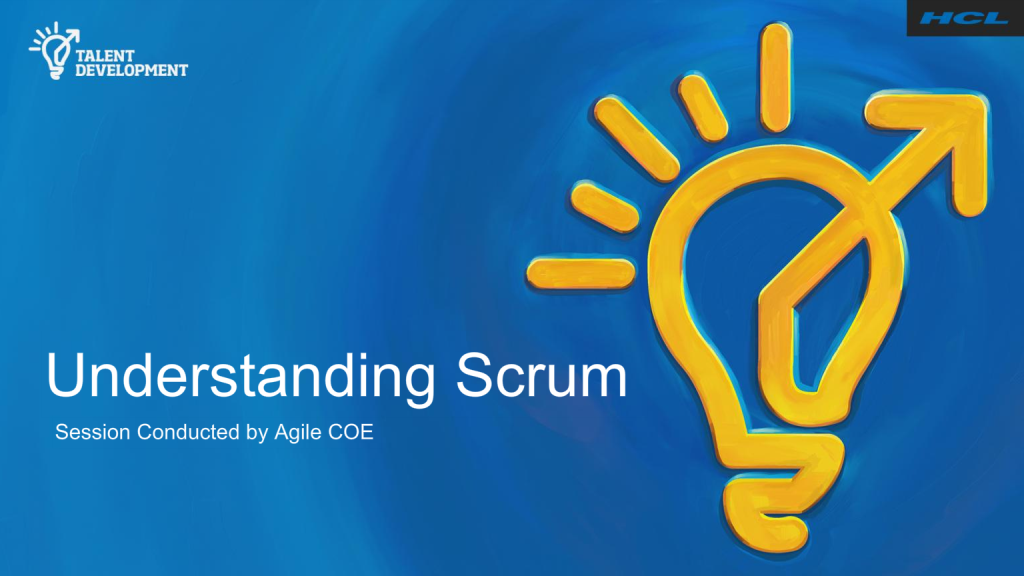 TALENT
DEVELOPMENT
HCL
Understanding Scrum
Session Conducted by Agile COE